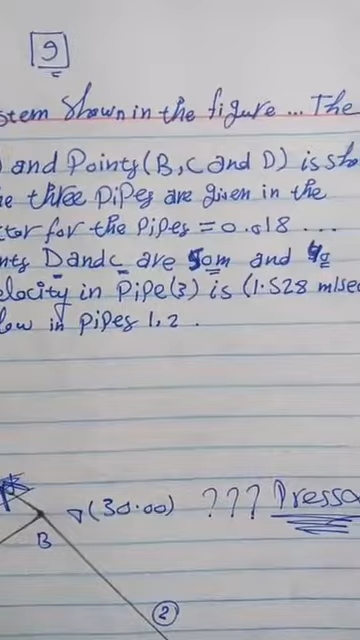 9
stem shown in the figure... The
) and Points (B, C and D) is sho
e three Pipes are given in the
ctor for the Pipes = 0.018 ...
nts D and C are 50m and
elocity in Pipe(3) is (1.528 m/sec
low in Pipes 1,2.
▽(30.00) ??? Pressu
B
2